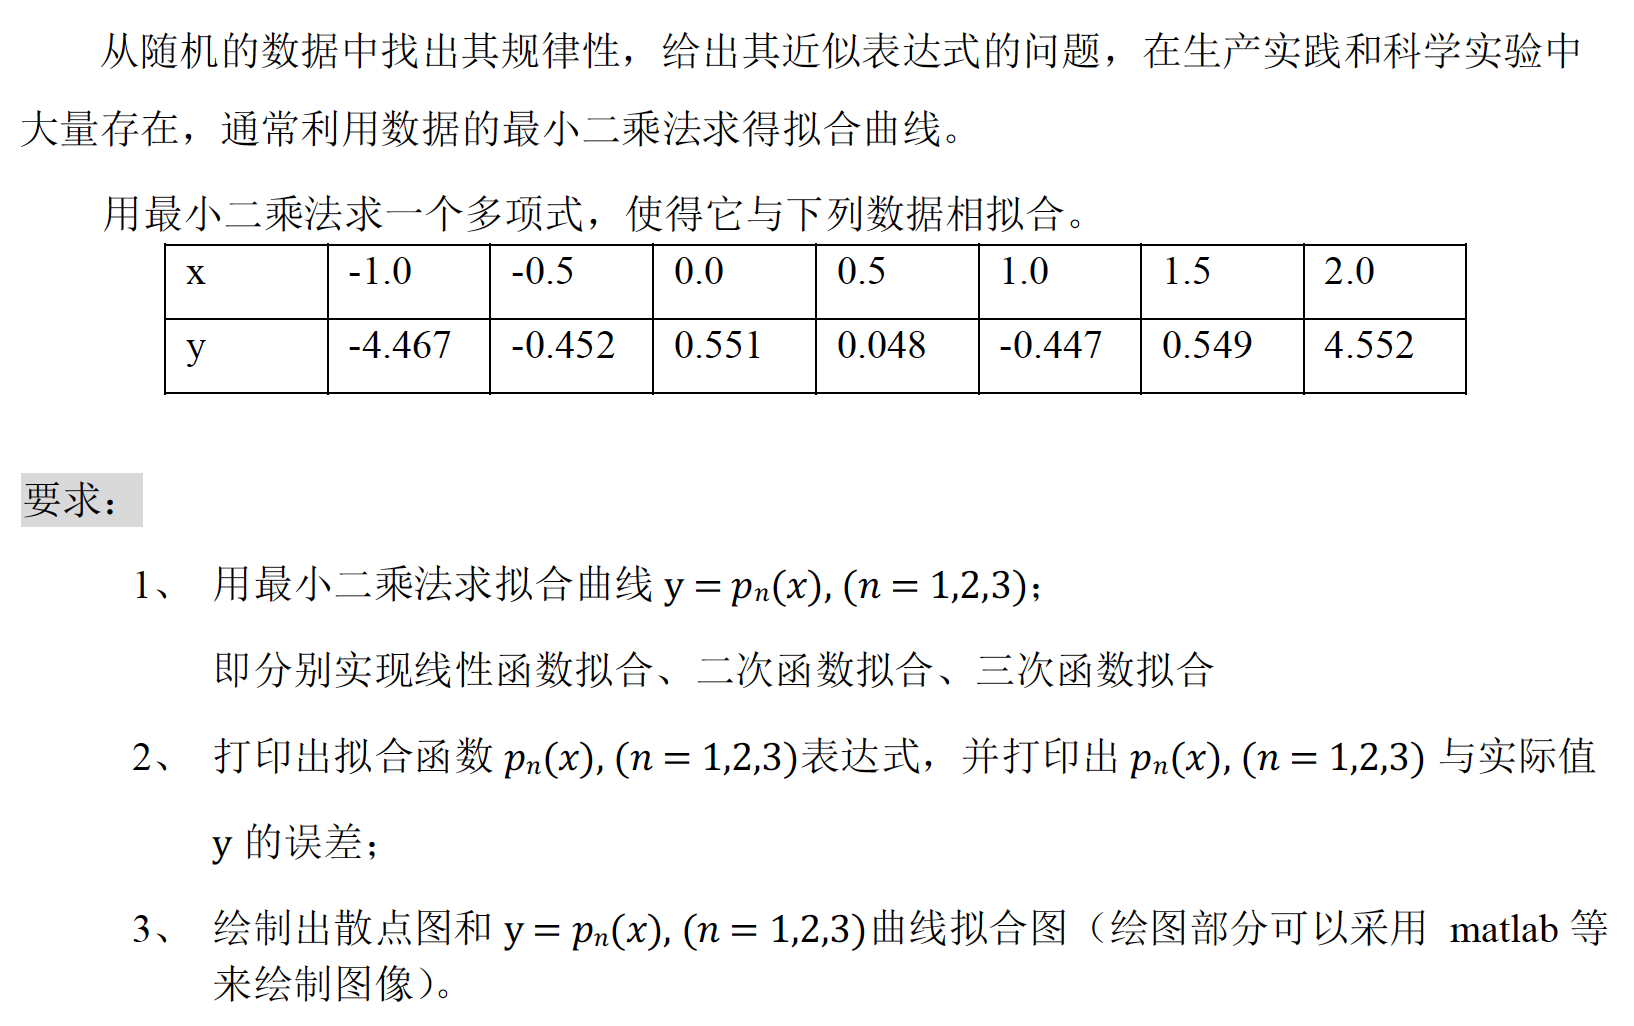 从随机的数据中找出其规律性，给出其近似表达式的问题，在生产实践和科学实验中
大量存在，通常利用数据的最小二乘法求得拟合曲线。
用最小二乘法求一个多项式，使得它与下列数据相拟合。
x -1.0 -0.5 0.0 0.5 1.0 1.5 2.0
y -4.467 -0.452 0.551 0.048 -0.447 0.549 4.552
要求：
1、 用最小二乘法求拟合曲线 y = pₙ(x), (n = 1,2,3)；
即分别实现线性函数拟合、二次函数拟合、三次函数拟合
2、 打印出拟合函数 pₙ(x), (n = 1,2,3)表达式，并打印出 pₙ(x), (n = 1,2,3) 与实际值
y 的误差；
3、 绘制出散点图和 y = pₙ(x), (n = 1,2,3)曲线拟合图（绘图部分可以采用 matlab 等
来绘制图像）。